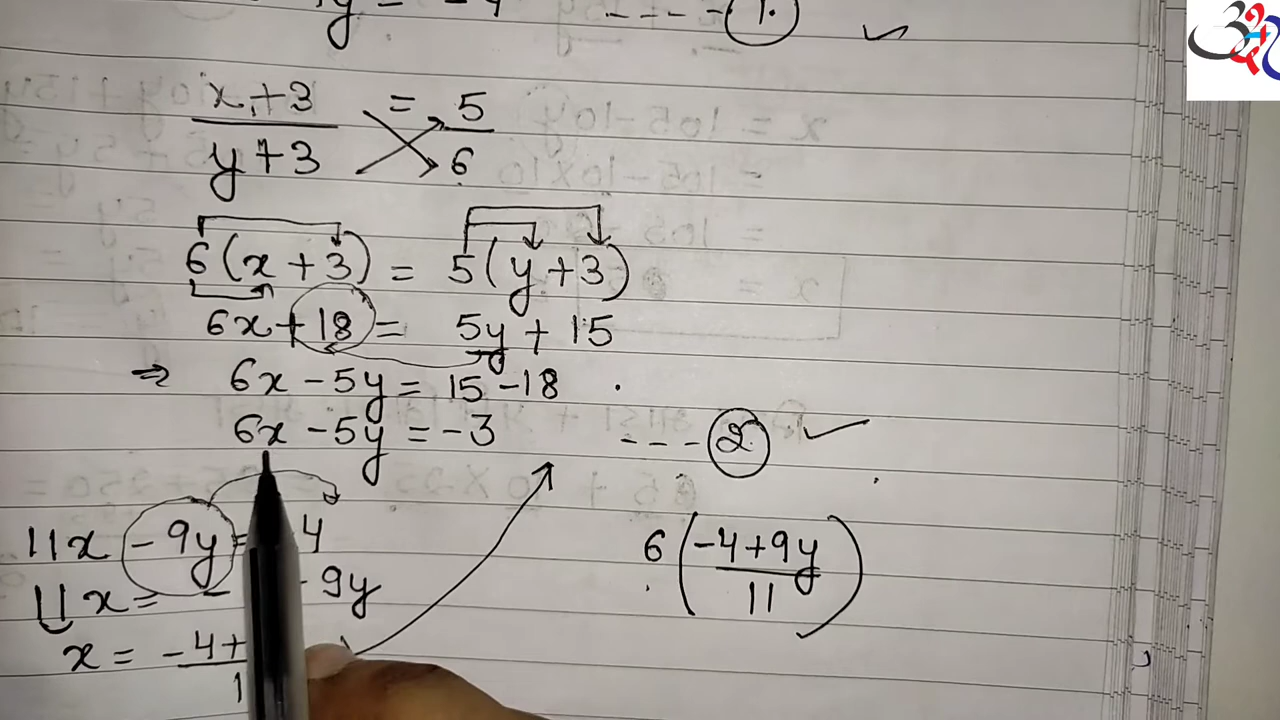 y = -4 ---- 1.
x + 3 / y + 3 = 5 / 6
6(x + 3) = 5(y + 3)
6x + 18 = 5y + 15
⇒ 6x - 5y = 15 - 18
6x - 5y = -3 --- 2
11x - 9y = 4
11x = - 9y
x = -4+ / 1
6(-4+9y / 11)